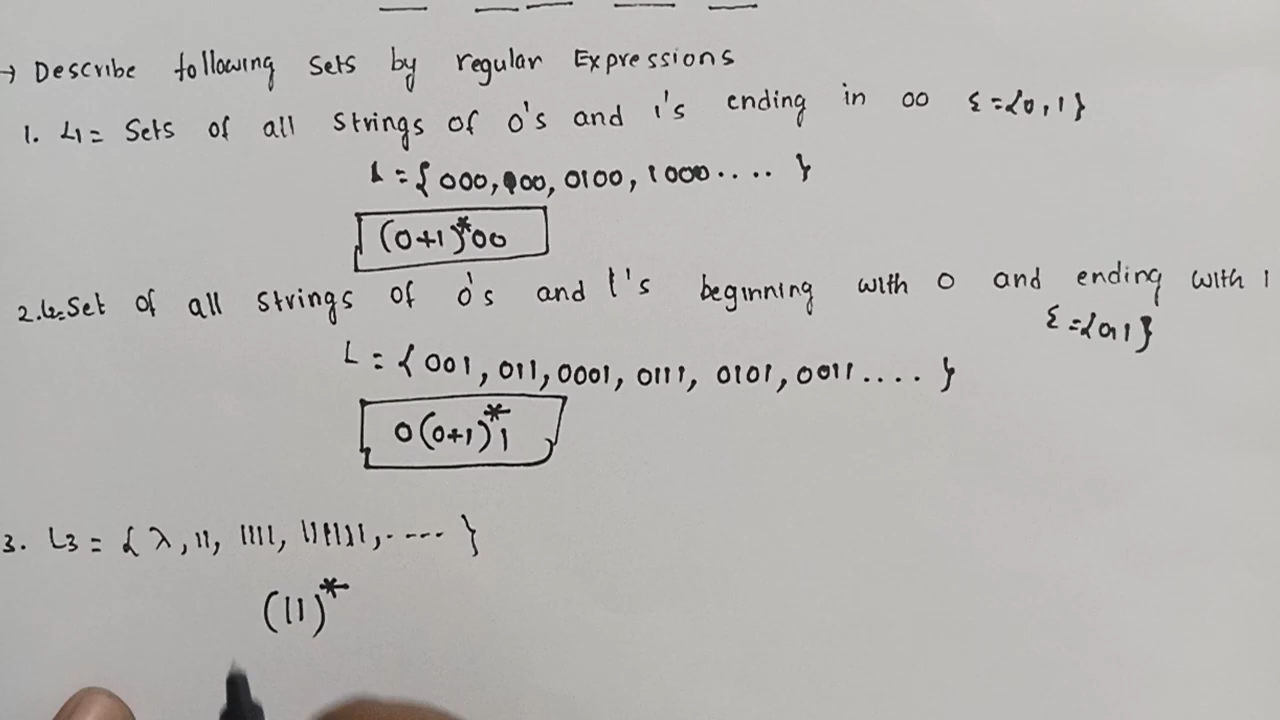 → Describe following sets by regular Expressions
1. L1 = Sets of all strings of 0's and 1's ending in 00 Σ = {0,1}
L = { 000, 100, 0100, 1000 .... }
(0+1)*00
2. L2 = Set of all strings of 0's and 1's beginning with 0 and ending with 1
Σ = {0,1}
L = { 001, 011, 0001, 0111, 0101, 0011 .... }
0(0+1)*1
3. L3 = { λ, 11, 1111, 111111, ..... }
(11)*